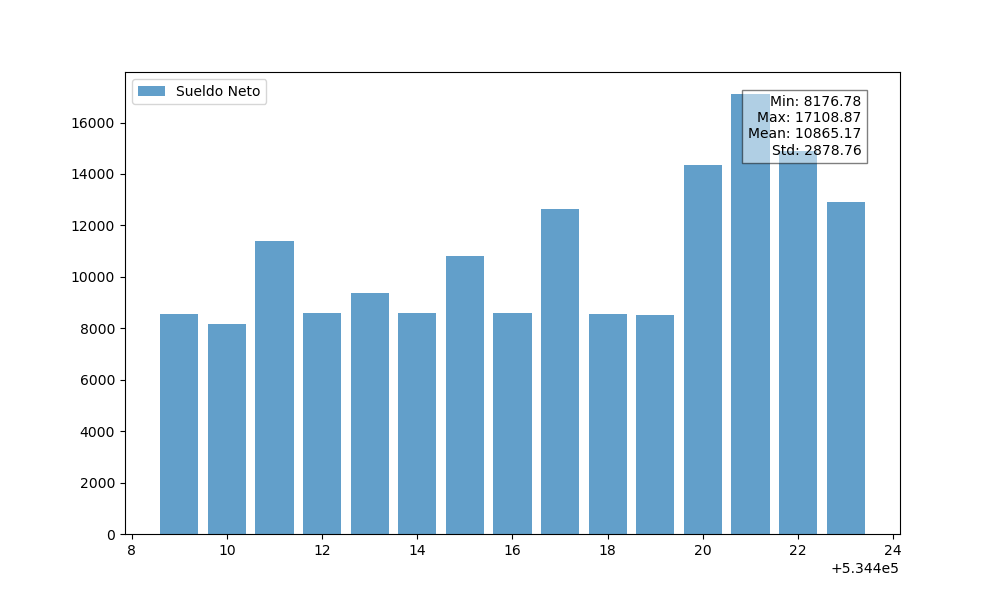 Sueldo Neto
Min: 8176.78
Max: 17108.87
Mean: 10865.17
Std: 2878.76
16000
14000
12000
10000
8000
6000
4000
2000
0
8 10 12 14 16 18 20 22 24
+5.344e5